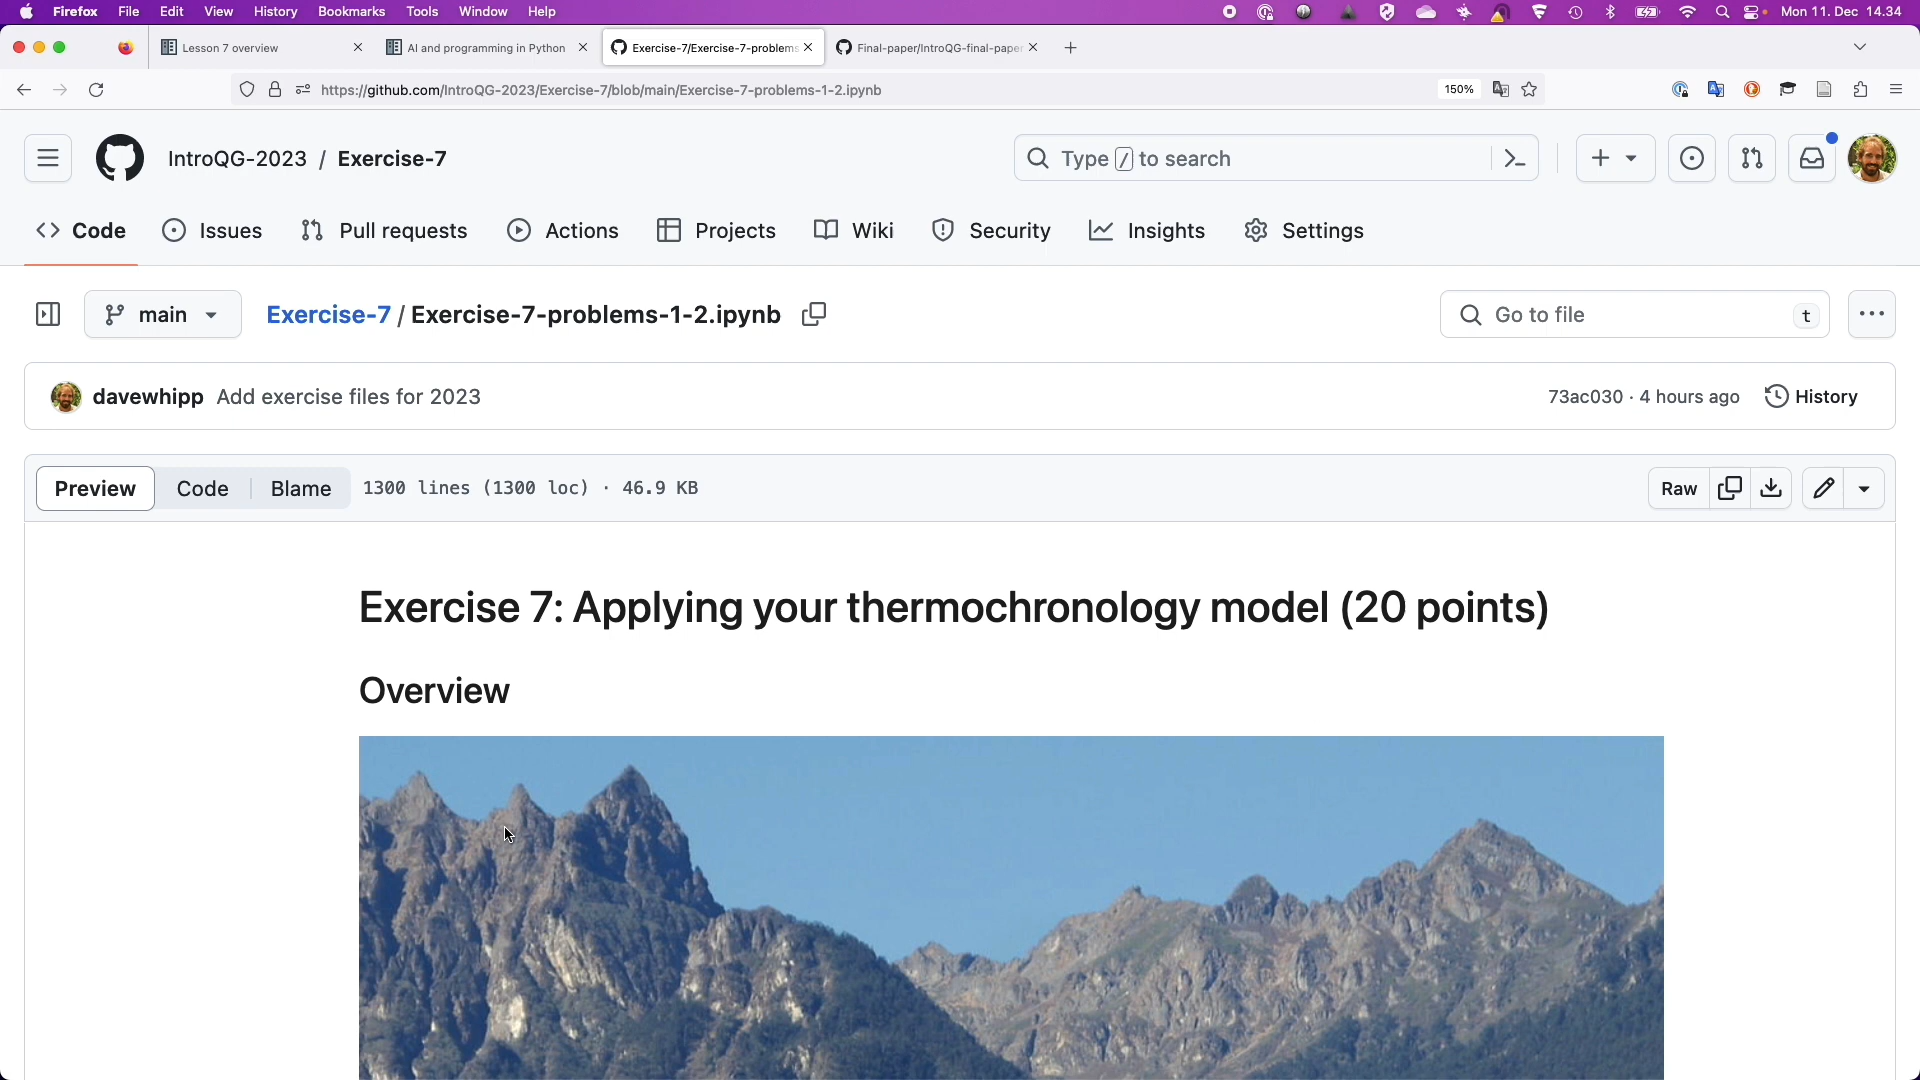 Firefox File Edit View History Bookmarks Tools Window Help Mon 11. Dec 14.34
Lesson 7 overview AI and programming in Python Exercise-7/Exercise-7-problems Final-paper/IntroQG-final-paper
https://github.com/IntroQG-2023/Exercise-7/blob/main/Exercise-7-problems-1-2.ipynb 150%
IntroQG-2023 / Exercise-7 Type / to search
Code Issues Pull requests Actions Projects Wiki Security Insights Settings
main Exercise-7 / Exercise-7-problems-1-2.ipynb Go to file t
davewhipp Add exercise files for 2023 73ac030 · 4 hours ago History
Preview Code Blame 1300 lines (1300 loc) · 46.9 KB Raw
Exercise 7: Applying your thermochronology model (20 points)
Overview